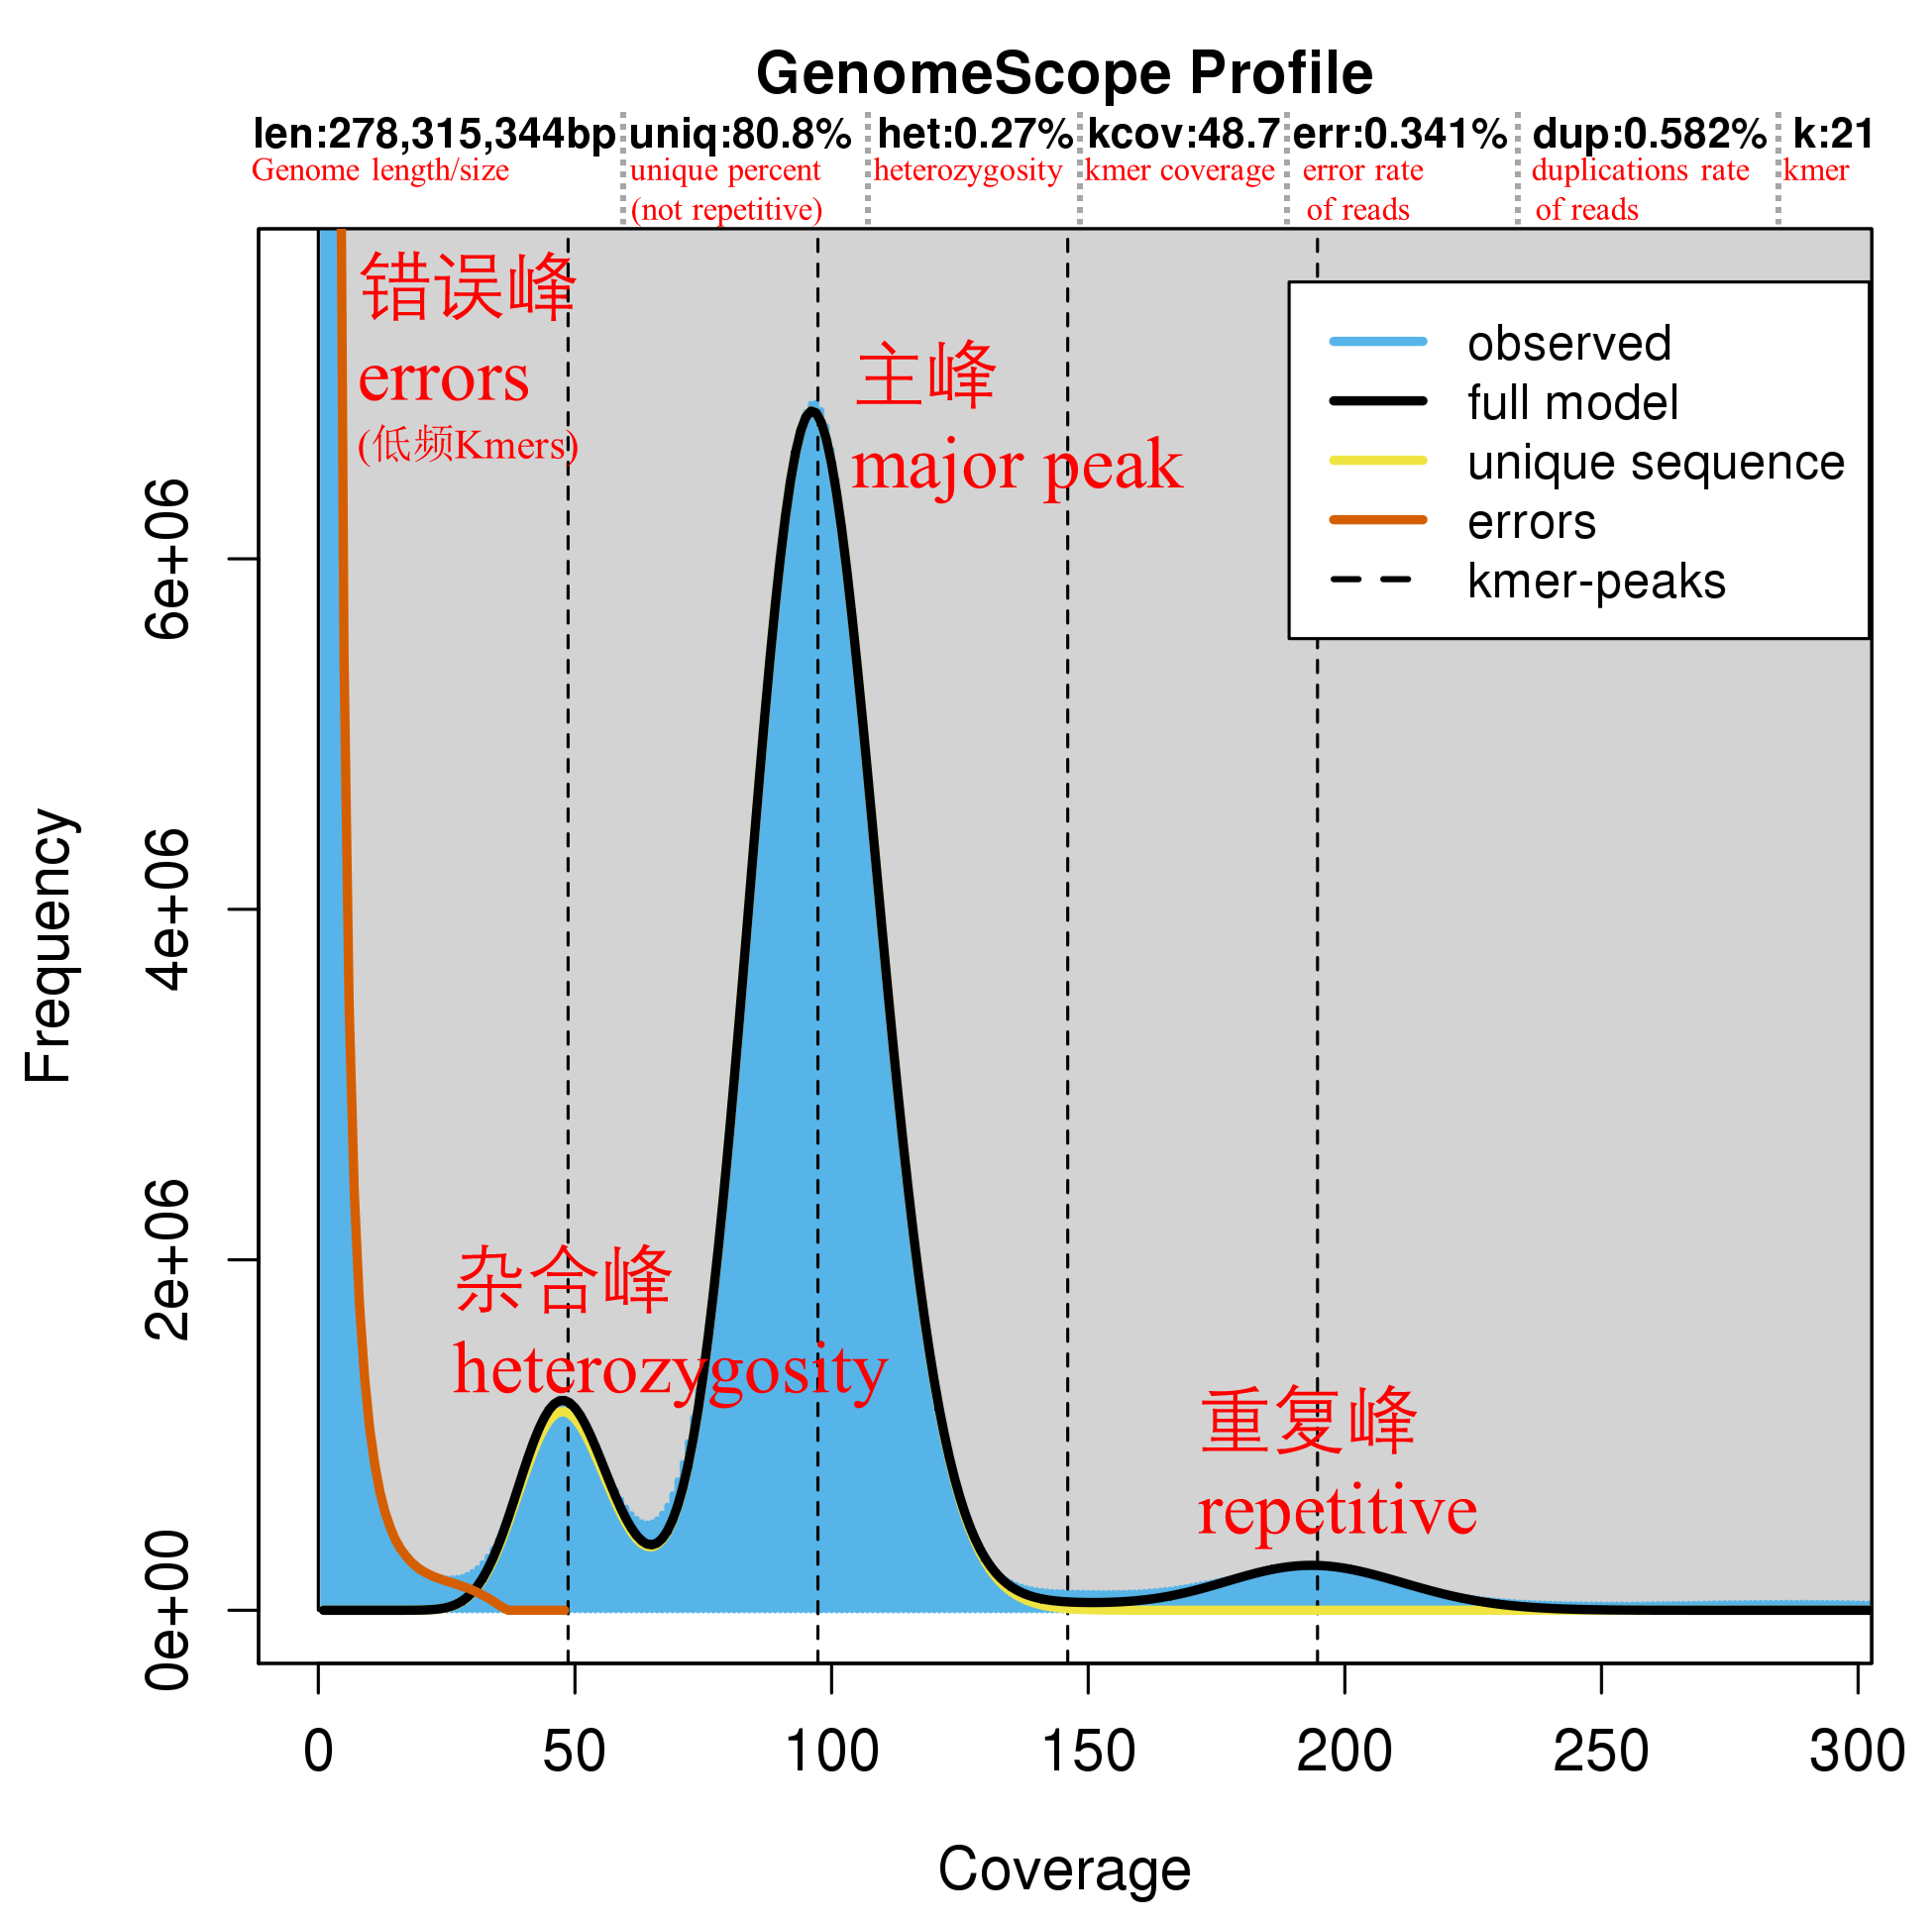 GenomeScope Profile
len:278,315,344bp uniq:80.8% het:0.27% kcov:48.7 err:0.341% dup:0.582% k:21
Genome length/size unique percent heterozygosity kmer coverage error rate duplications rate kmer
(not repetitive) of reads of reads
错误峰
errors
(低频Kmers)
主峰
major peak
observed
full model
unique sequence
errors
kmer-peaks
杂合峰
heterozygosity
重复峰
repetitive
Frequency
6e+06
4e+06
2e+06
0e+00
0 50 100 150 200 250 300
Coverage